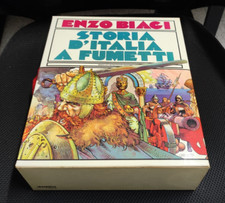 ENZO BIAGI
STORIA
D'ITALIA
A FUMETTI